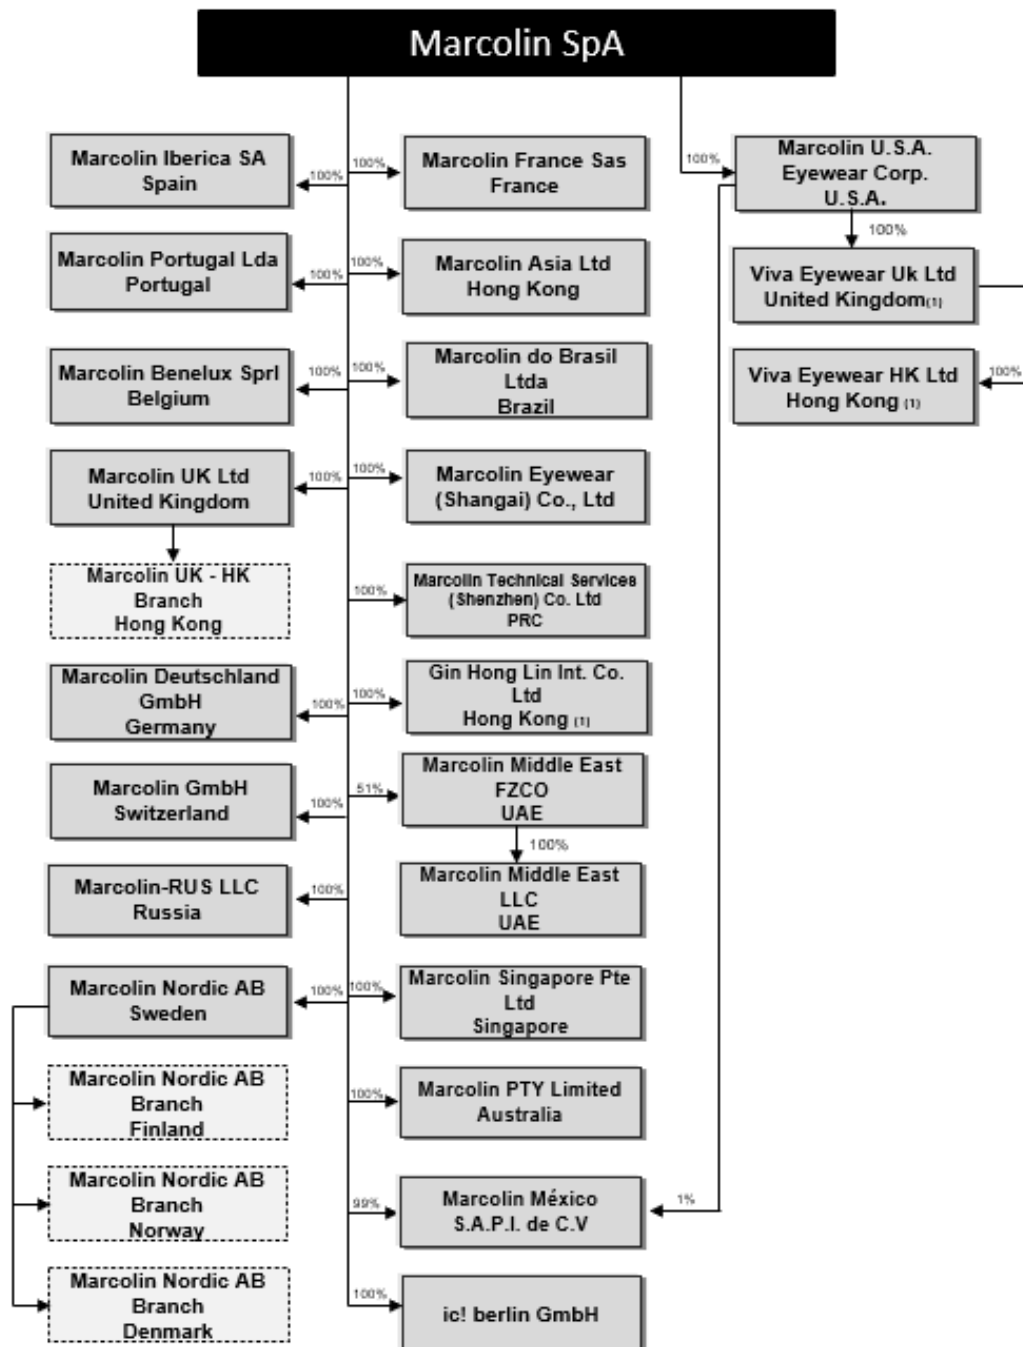 Marcolin SpA
Marcolin Iberica SA
Spain
100%
100%
Marcolin France Sas
France
100%
Marcolin U.S.A.
Eyewear Corp.
U.S.A.
100%
Marcolin Portugal Lda
Portugal
100%
100%
Marcolin Asia Ltd
Hong Kong
Viva Eyewear Uk Ltd
United Kingdom(1)
Marcolin Benelux Sprl
Belgium
100%
100%
Marcolin do Brasil
Ltda
Brazil
Viva Eyewear HK Ltd
Hong Kong (1)
100%
Marcolin UK Ltd
United Kingdom
100%
100%
Marcolin Eyewear
(Shangai) Co., Ltd
Marcolin UK - HK
Branch
Hong Kong
100%
Marcolin Technical Services
(Shenzhen) Co. Ltd
PRC
Marcolin Deutschland
GmbH
Germany
100%
100%
Gin Hong Lin Int. Co.
Ltd
Hong Kong (1)
Marcolin GmbH
Switzerland
100%
51%
Marcolin Middle East
FZCO
UAE
100%
Marcolin-RUS LLC
Russia
100%
Marcolin Middle East
LLC
UAE
Marcolin Nordic AB
Sweden
100%
100%
Marcolin Singapore Pte
Ltd
Singapore
Marcolin Nordic AB
Branch
Finland
100%
Marcolin PTY Limited
Australia
Marcolin Nordic AB
Branch
Norway
99%
Marcolin México
S.A.P.I. de C.V
1%
Marcolin Nordic AB
Branch
Denmark
100%
ic! berlin GmbH